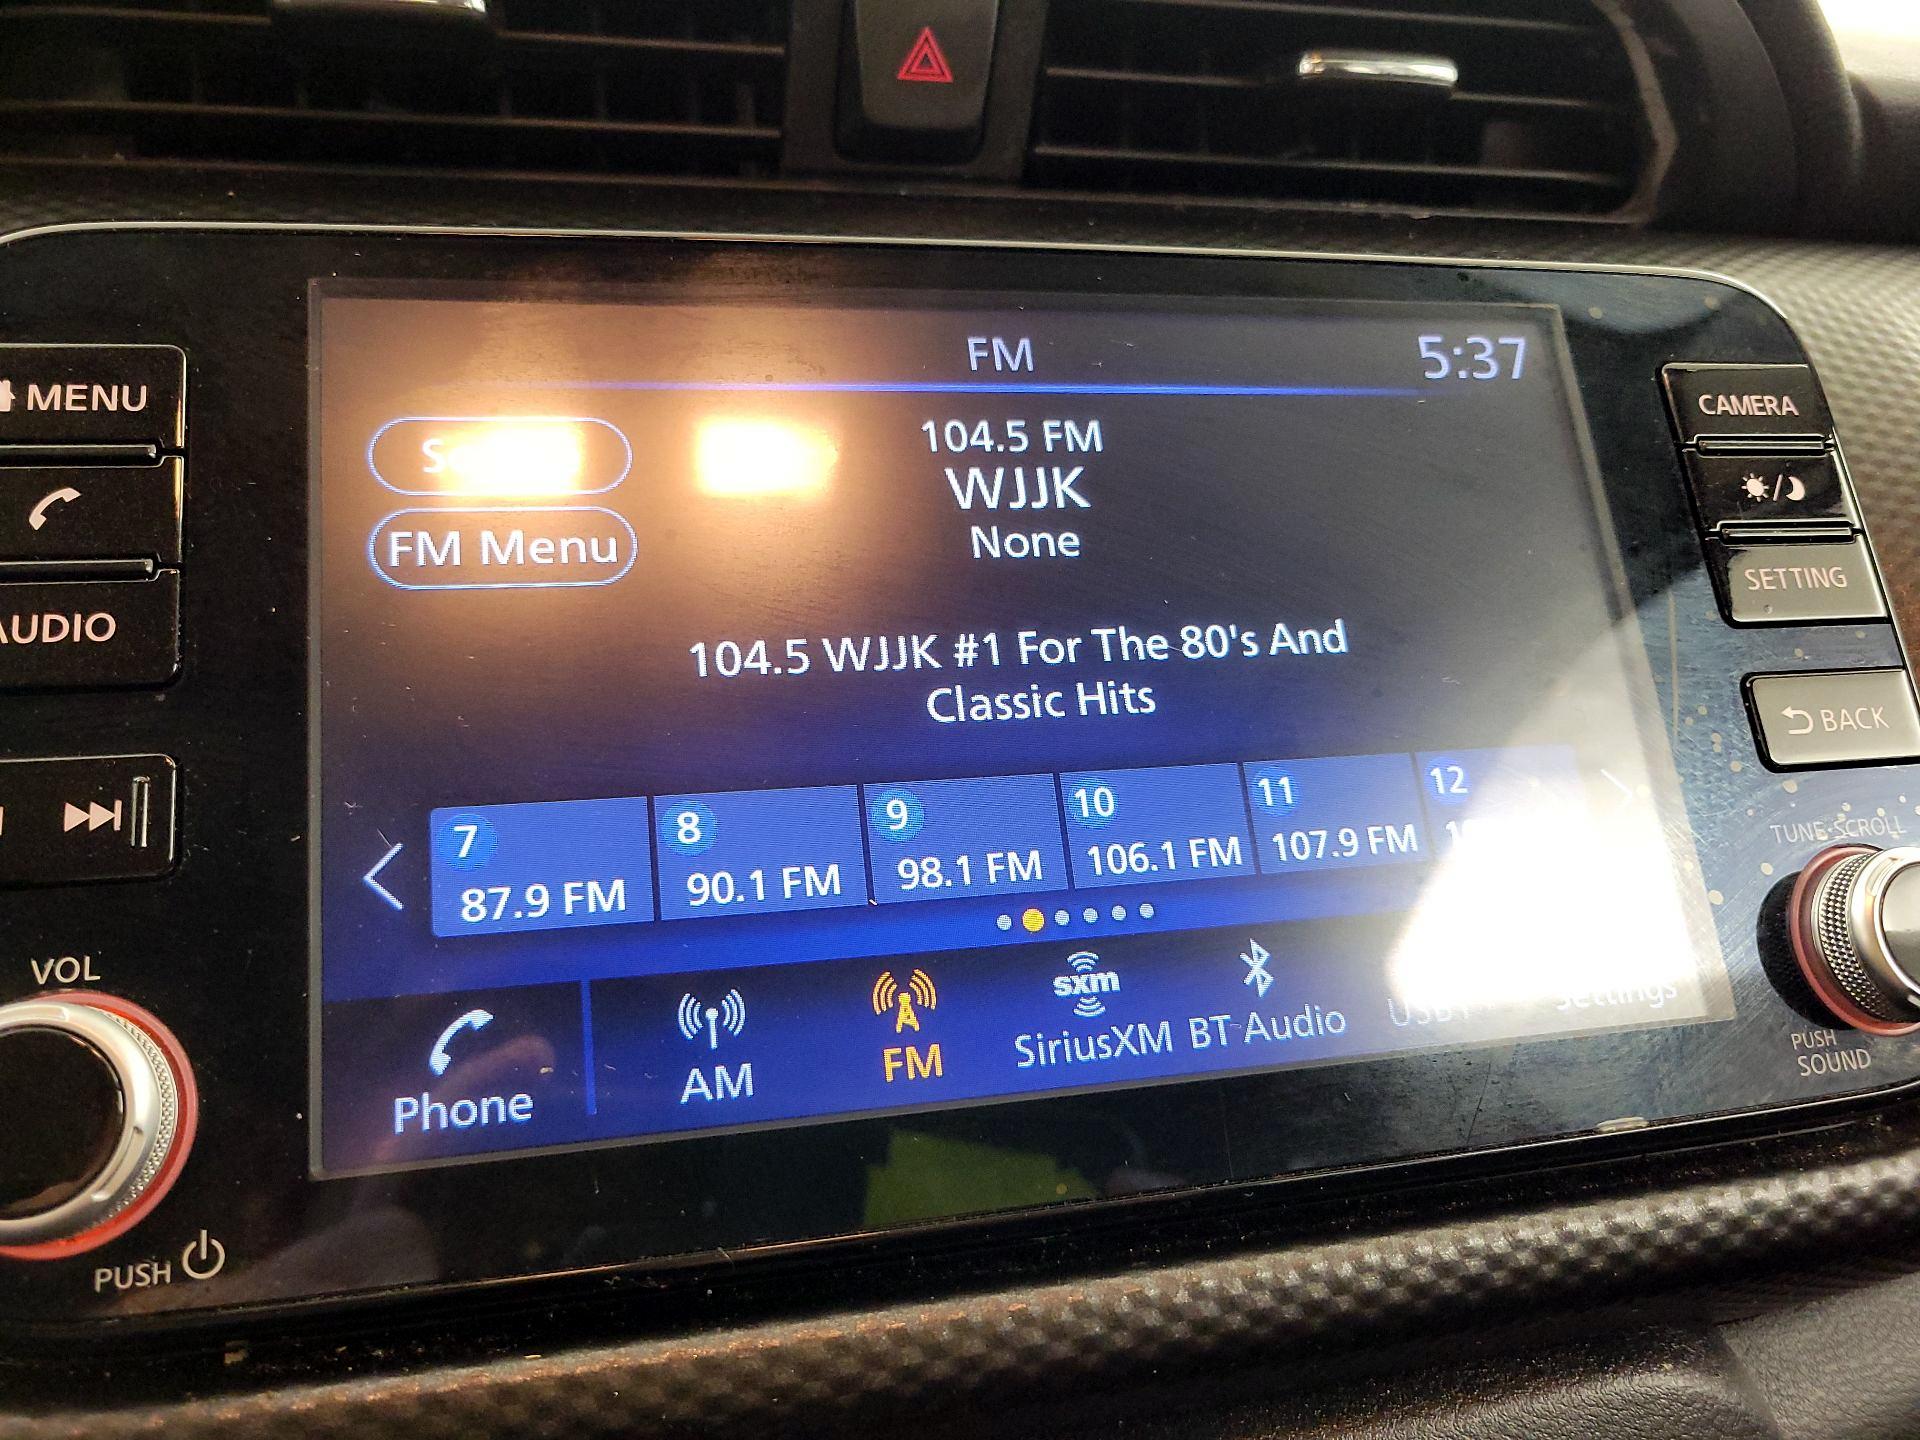 FM
5:37
MENU
CAMERA
104.5 FM
WJJK
None
FM Menu
SETTING
AUDIO
104.5 WJJK #1 For The 80's And
Classic Hits
BACK
7
8
9
10
11
12
87.9 FM
90.1 FM
98.1 FM
106.1 FM
107.9 FM
TUNE·SCROLL
VOL
Phone
AM
FM
sxm
SiriusXM
BT Audio
Settings
PUSH
SOUND
PUSH